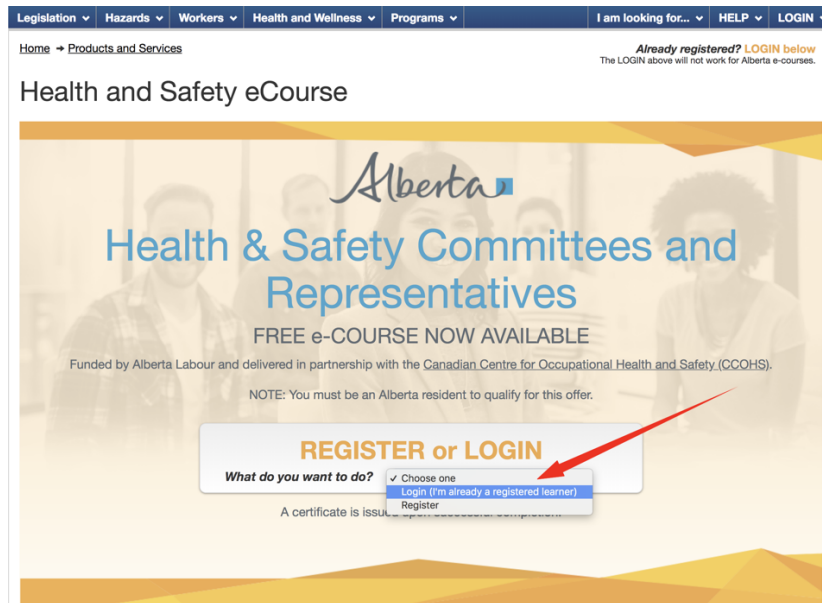 Legislation Hazards Workers Health and Wellness Programs I am looking for... HELP LOGIN
Home → Products and Services
Already registered? LOGIN below
The LOGIN above will not work for Alberta e-courses.
Health and Safety eCourse
Alberta
Health & Safety Committees and
Representatives
FREE e-COURSE NOW AVAILABLE
Funded by Alberta Labour and delivered in partnership with the Canadian Centre for Occupational Health and Safety (CCOHS).
NOTE: You must be an Alberta resident to qualify for this offer.
REGISTER or LOGIN
What do you want to do? ✓ Choose one
Login (I'm already a registered learner)
Register
A certificate is issued upon successful completion.